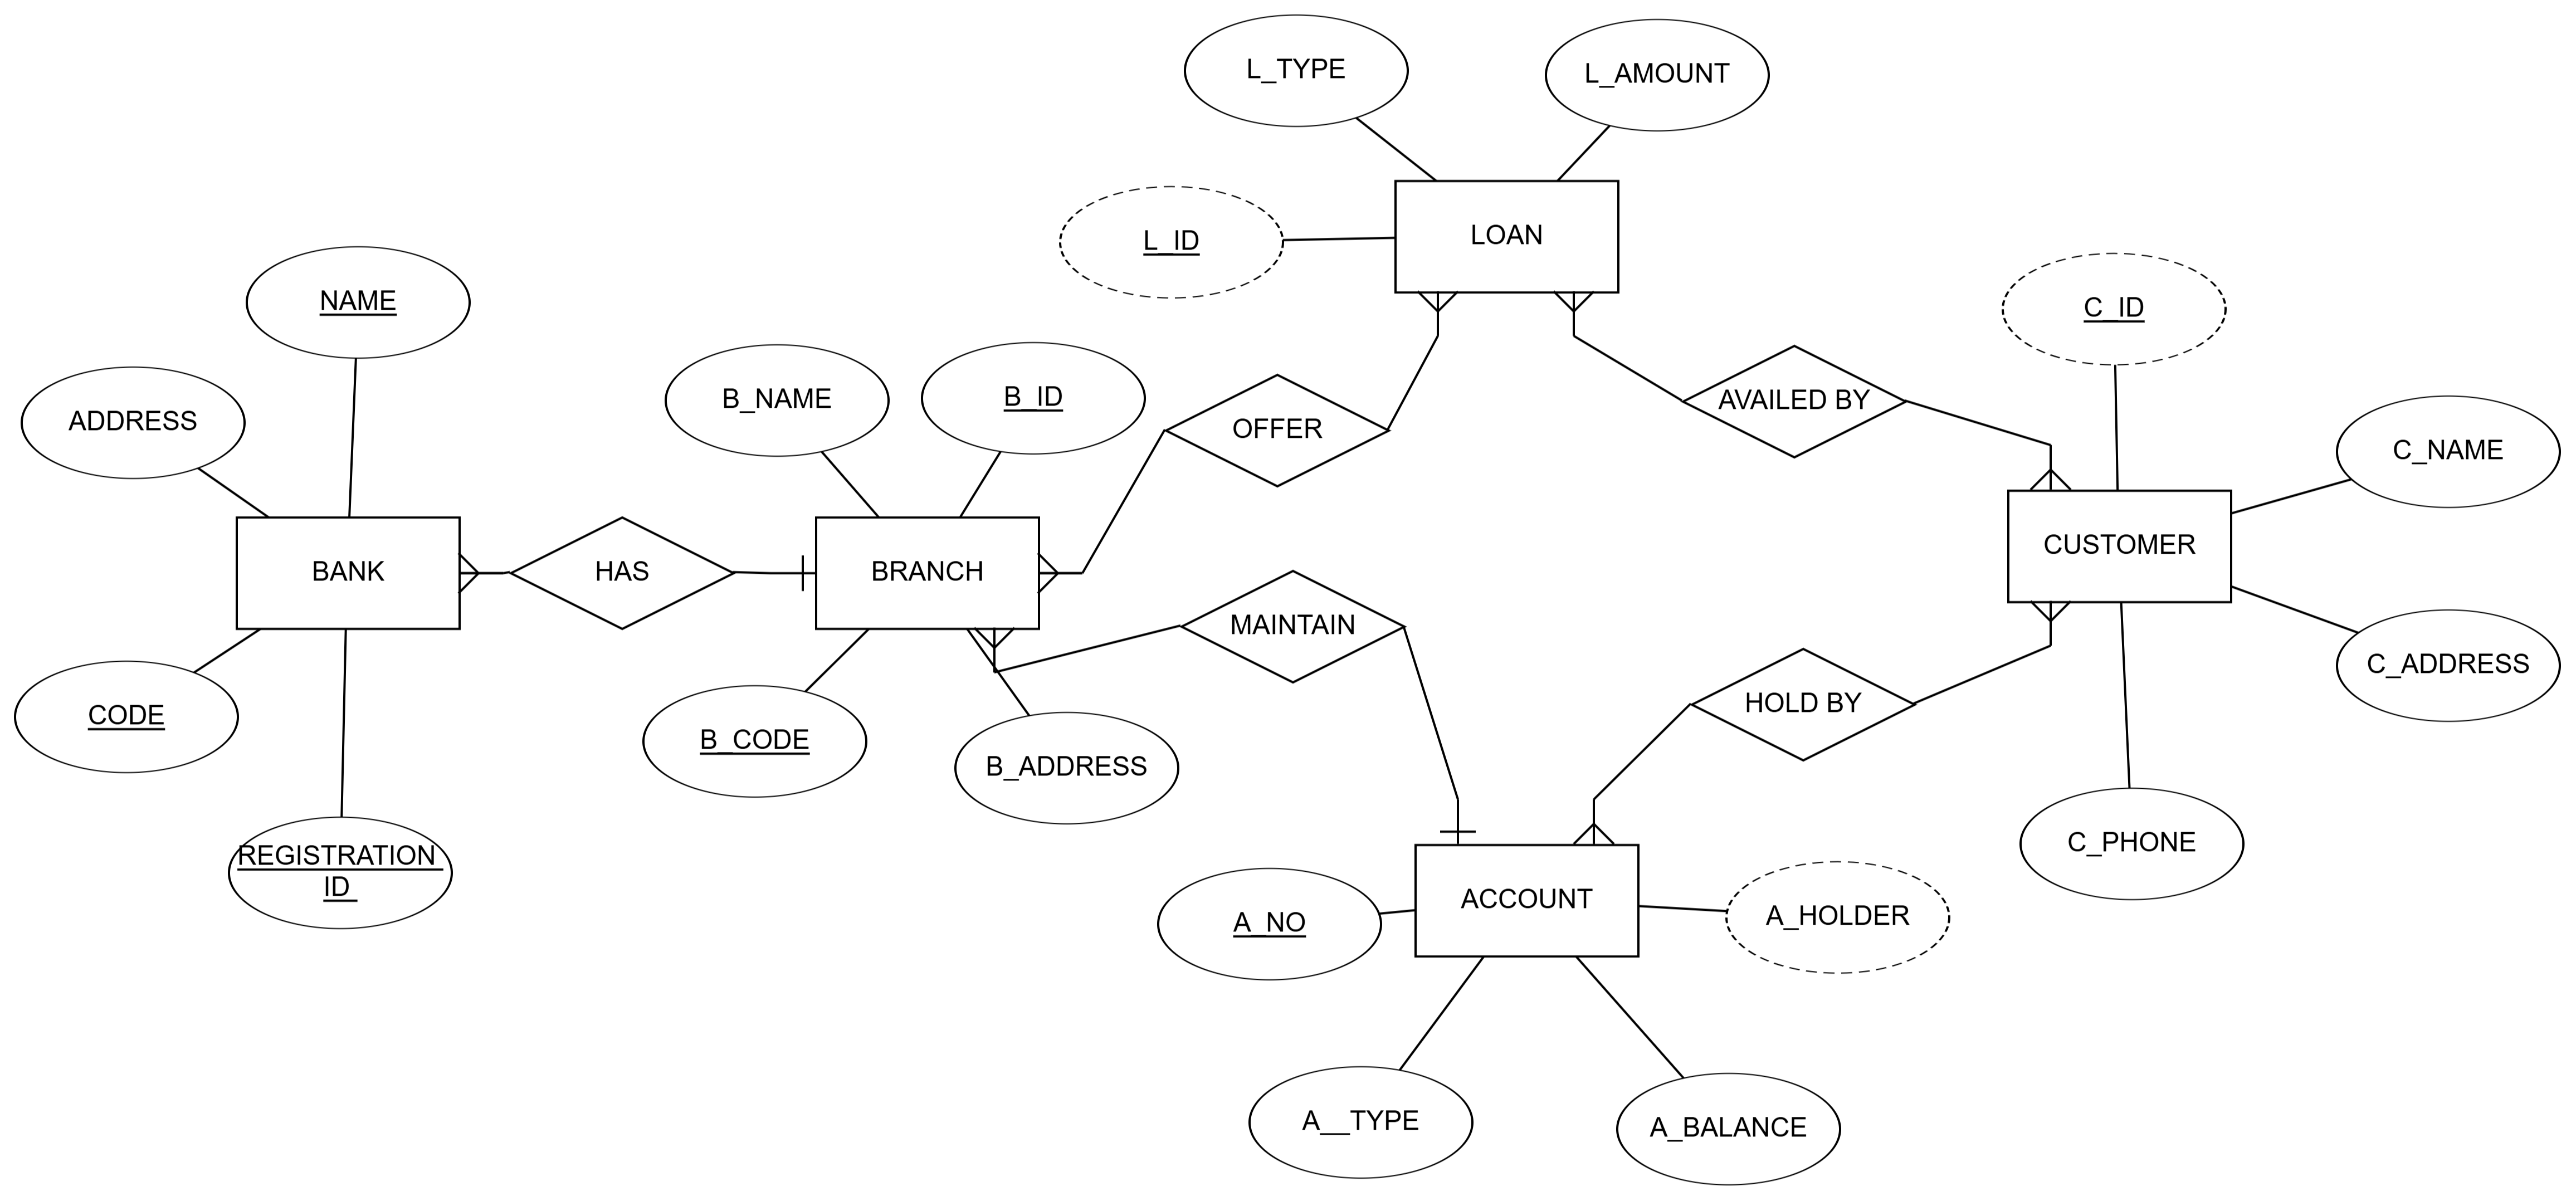 L_TYPE
L_AMOUNT
L_ID
LOAN
NAME
C_ID
ADDRESS
B_NAME
B_ID
OFFER
AVAILED BY
C_NAME
BANK
HAS
BRANCH
CUSTOMER
MAINTAIN
C_ADDRESS
CODE
B_CODE
B_ADDRESS
HOLD BY
REGISTRATION
ID
C_PHONE
A_NO
ACCOUNT
A_HOLDER
A__TYPE
A_BALANCE